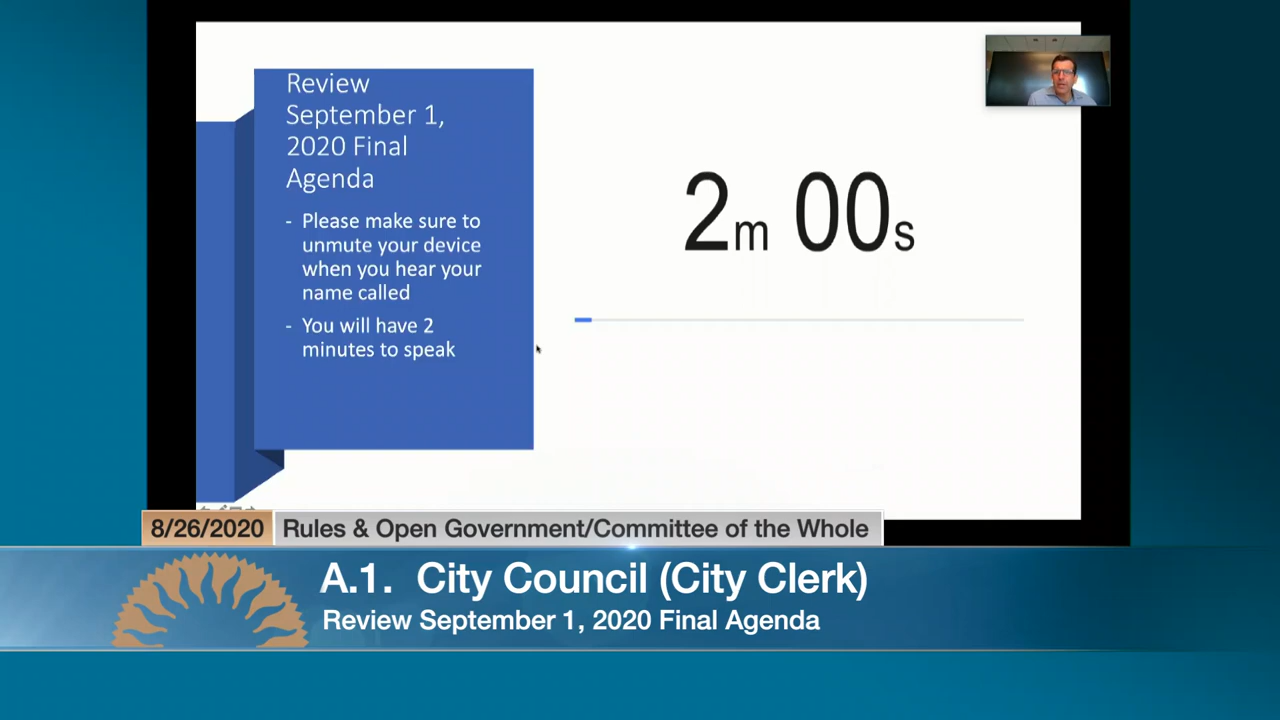 Review
September 1,
2020 Final
Agenda
- Please make sure to
unmute your device
when you hear your
name called
- You will have 2
minutes to speak
2m 00s
8/26/2020 Rules & Open Government/Committee of the Whole
A.1. City Council (City Clerk)
Review September 1, 2020 Final Agenda